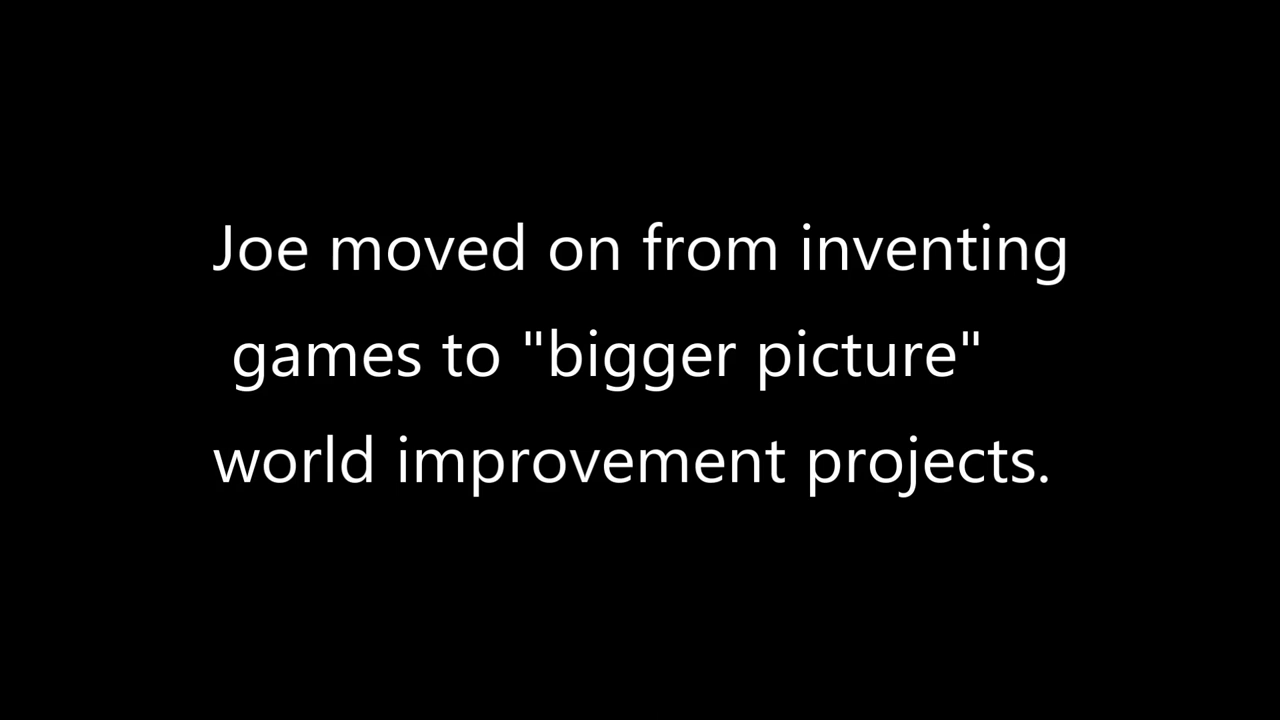 Joe moved on from inventing
games to "bigger picture"
world improvement projects.